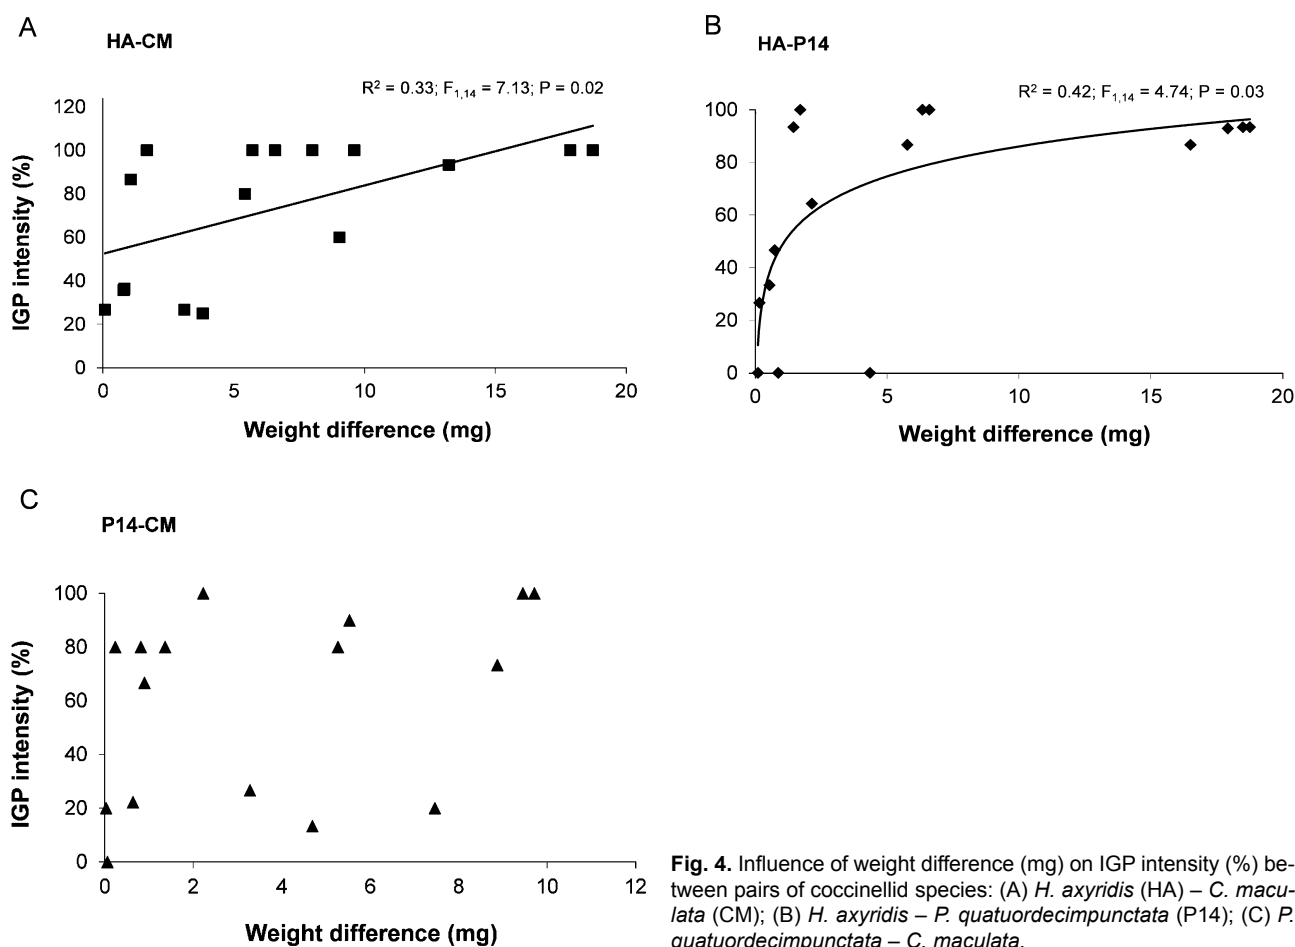 A
HA-CM
R² = 0.33; F₁,₁₄ = 7.13; P = 0.02
120
100
80
60
40
20
0
IGP intensity (%)
0 5 10 15 20
Weight difference (mg)
B
HA-P14
R² = 0.42; F₁,₁₄ = 4.74; P = 0.03
100
80
60
40
20
0
IGP intensity (%)
0 5 10 15 20
Weight difference (mg)
C
P14-CM
100
80
60
40
20
0
IGP intensity (%)
0 2 4 6 8 10 12
Weight difference (mg)
Fig. 4. Influence of weight difference (mg) on IGP intensity (%) be-
tween pairs of coccinellid species: (A) H. axyridis (HA) – C. macu-
lata (CM); (B) H. axyridis – P. quatuordecimpunctata (P14); (C) P.
quatuordecimpunctata – C. maculata.